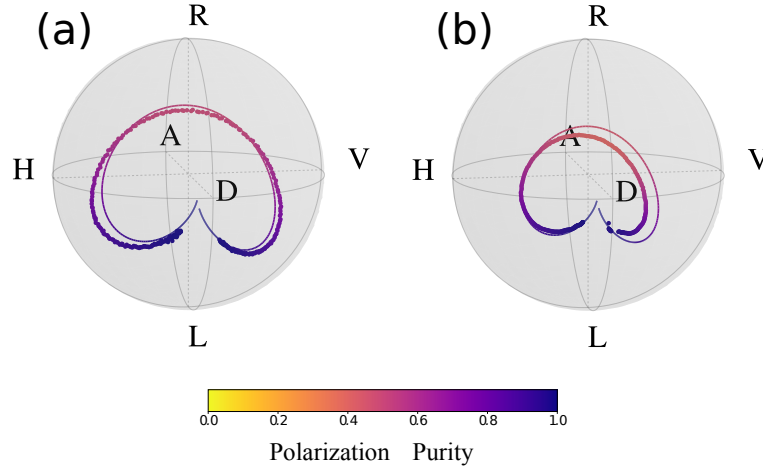 (a) R (b) R
A A
H V H V
D D
L L
0.0 0.2 0.4 0.6 0.8 1.0
Polarization Purity